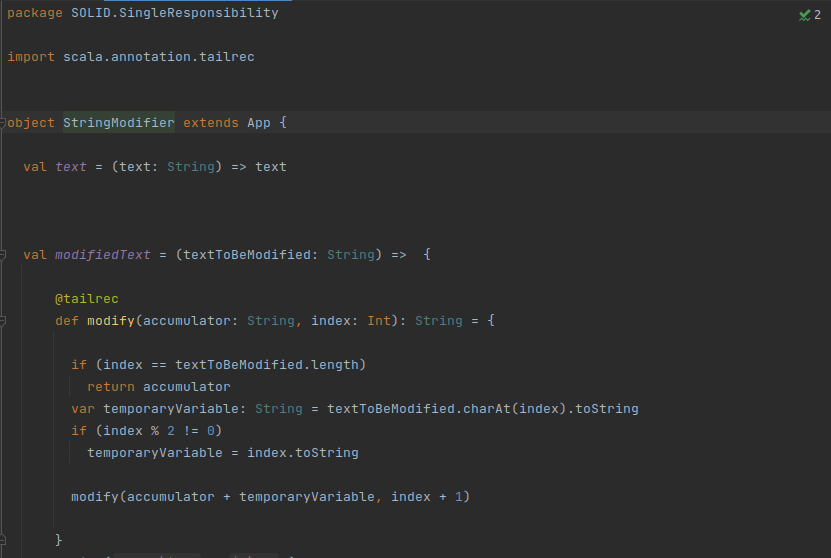 package SOLID.SingleResponsibility
2
import scala.annotation.tailrec
object StringModifier extends App {
val text = (text: String) => text
val modifiedText = (textToBeModified: String) =>  {
@tailrec
def modify(accumulator: String, index: Int): String = {
if (index == textToBeModified.length)
return accumulator
var temporaryVariable: String = textToBeModified.charAt(index).toString
if (index % 2 != 0)
temporaryVariable = index.toString
modify(accumulator + temporaryVariable, index + 1)
}